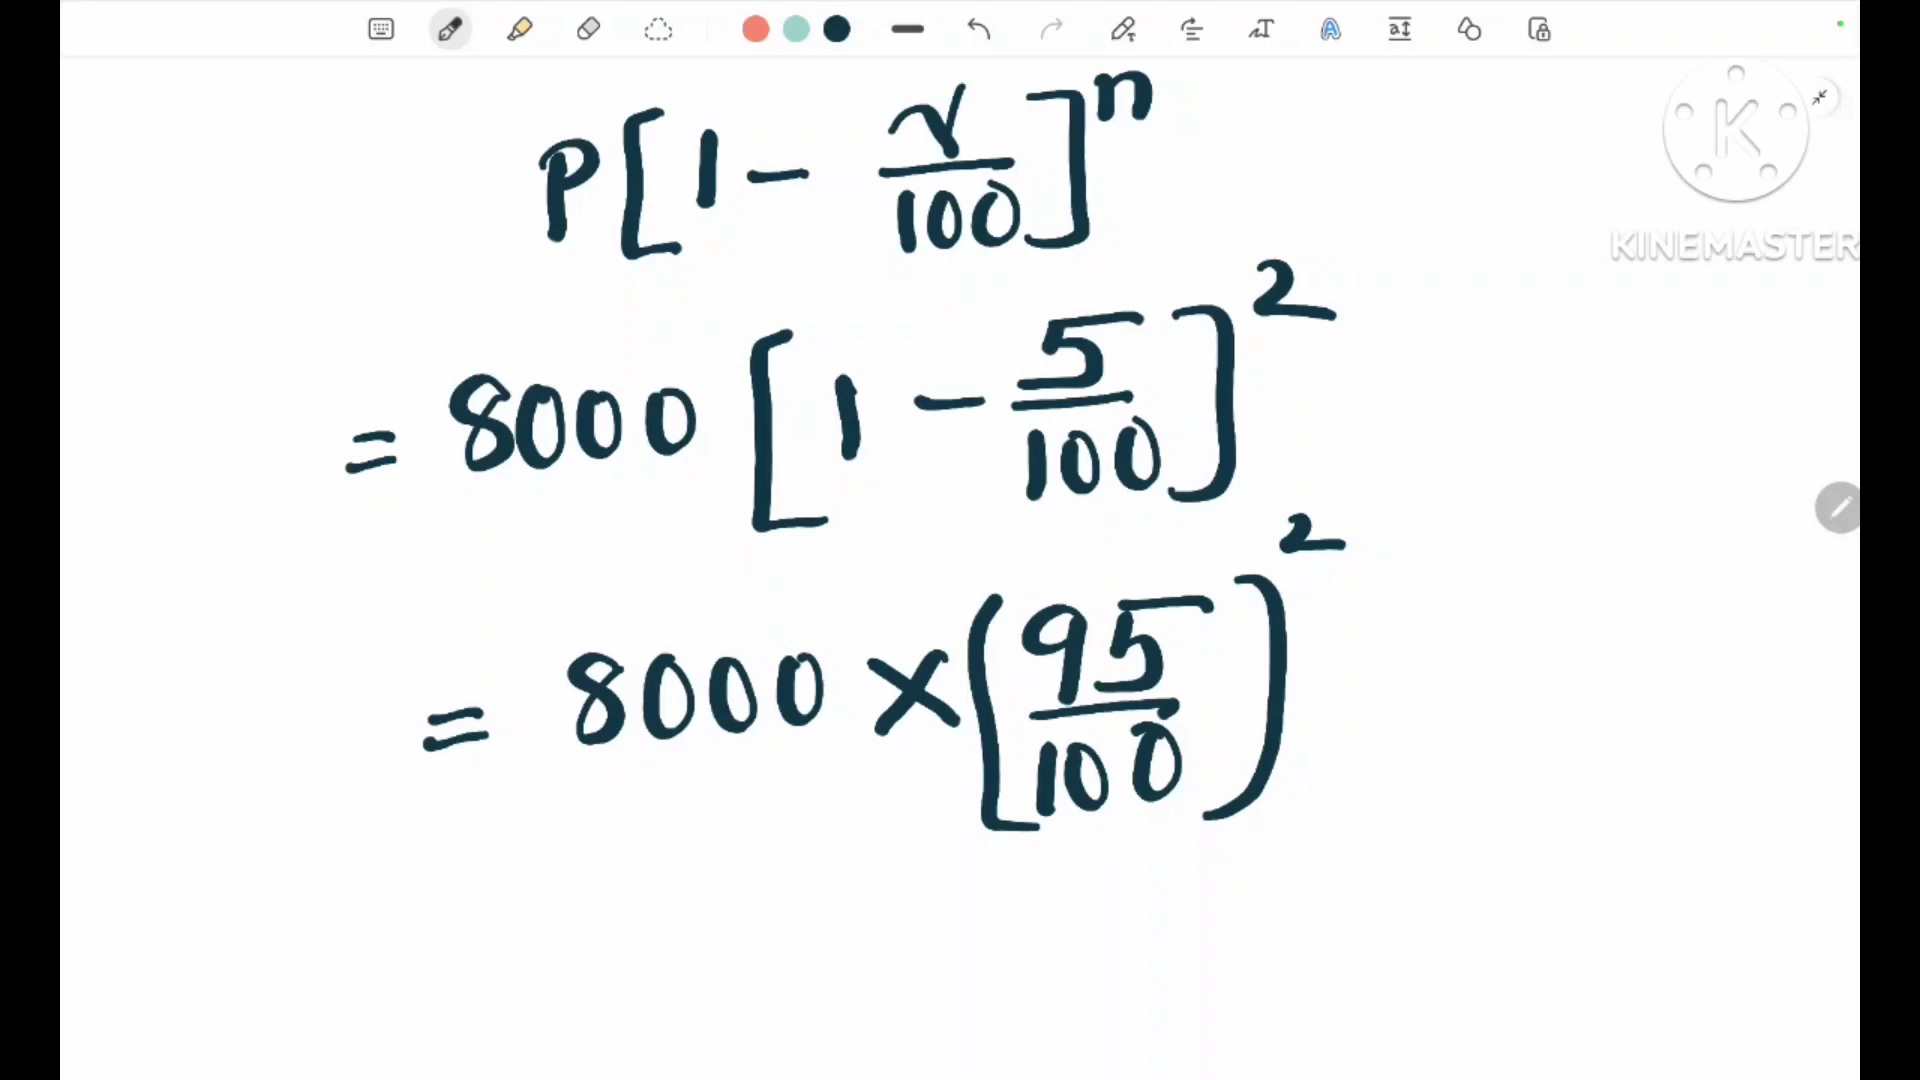 P[1 - r/100]^n
KINEMASTER
= 8000 [1 - 5/100]^2
= 8000 × (95/100)^2